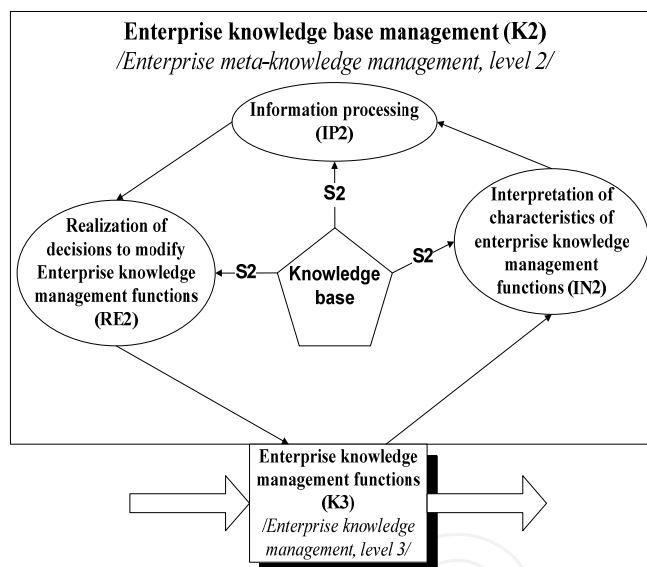 Enterprise knowledge base management (K2)
/Enterprise meta-knowledge management, level 2/
Information processing
(IP2)
S2
Realization of
decisions to modify
Enterprise knowledge
management functions
(RE2)
S2
Knowledge
base
S2
Interpretation of
characteristics of
enterprise knowledge
management
functions (IN2)
Enterprise knowledge
management functions
(K3)
/Enterprise knowledge
management, level 3/